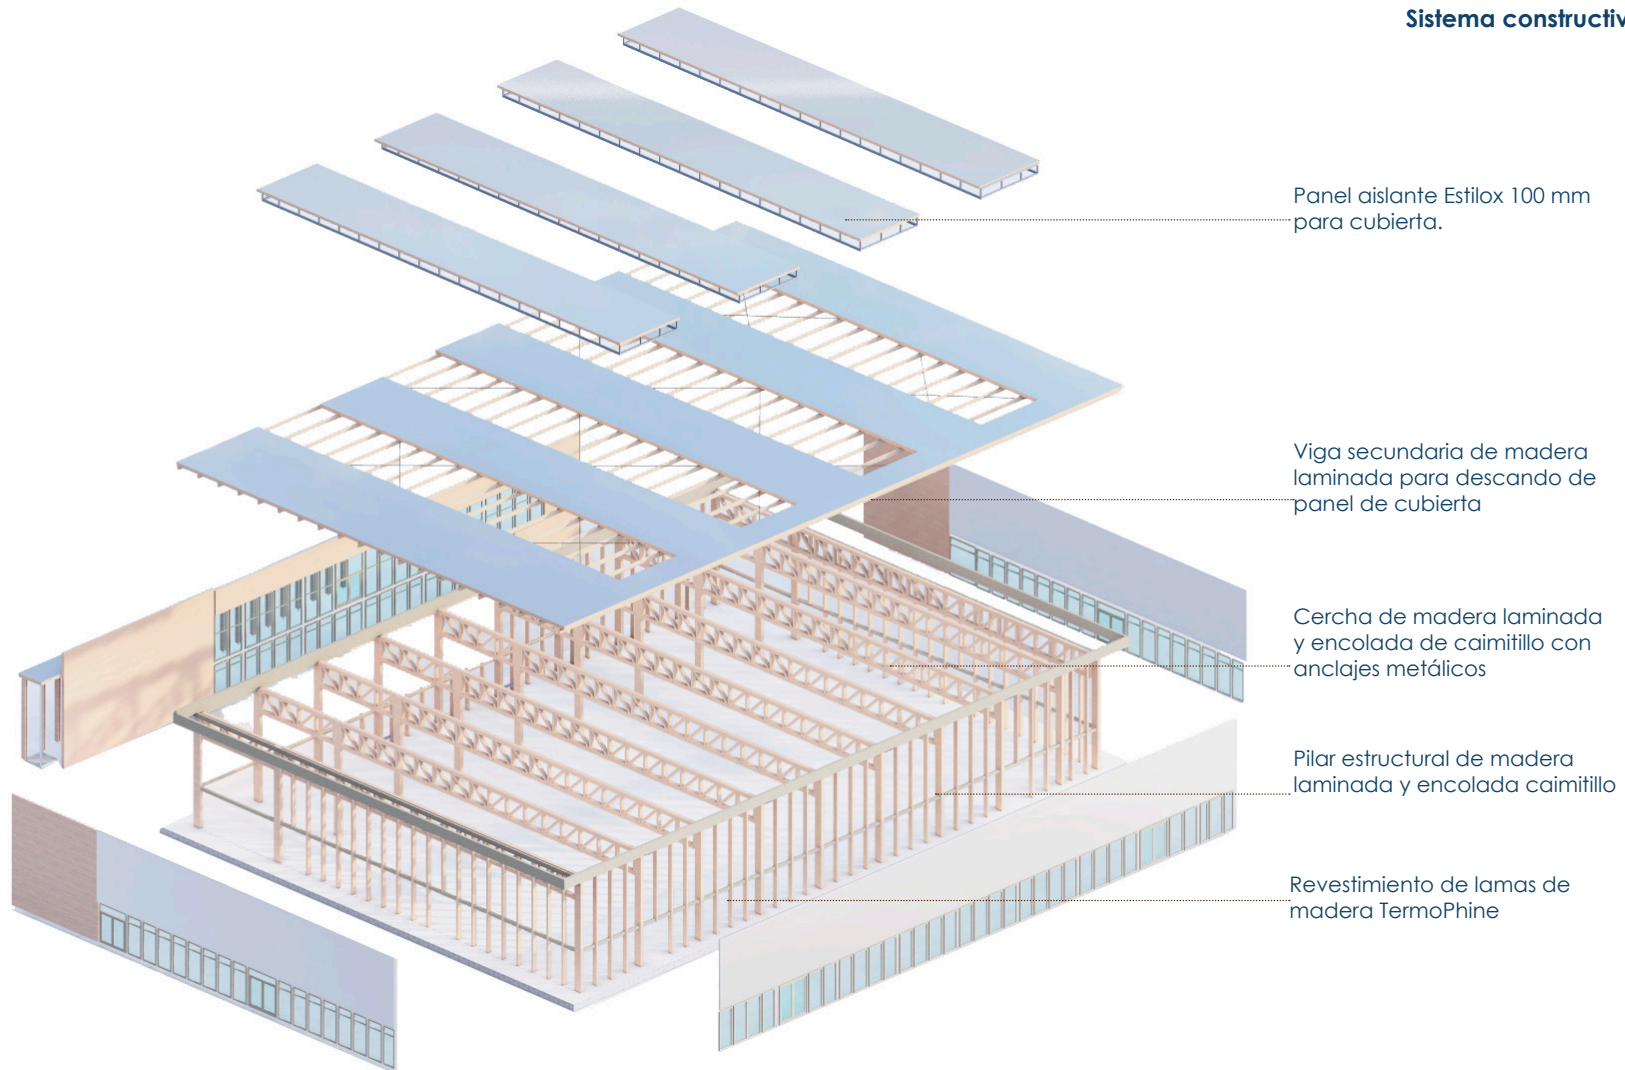 Sistema constructiv
Panel aislante Estilox 100 mm
para cubierta.
Viga secundaria de madera
laminada para descando de
panel de cubierta
Cercha de madera laminada
y encolada de caimitillo con
anclajes metálicos
Pilar estructural de madera
laminada y encolada caimitillo
Revestimiento de lamas de
madera TermoPhine